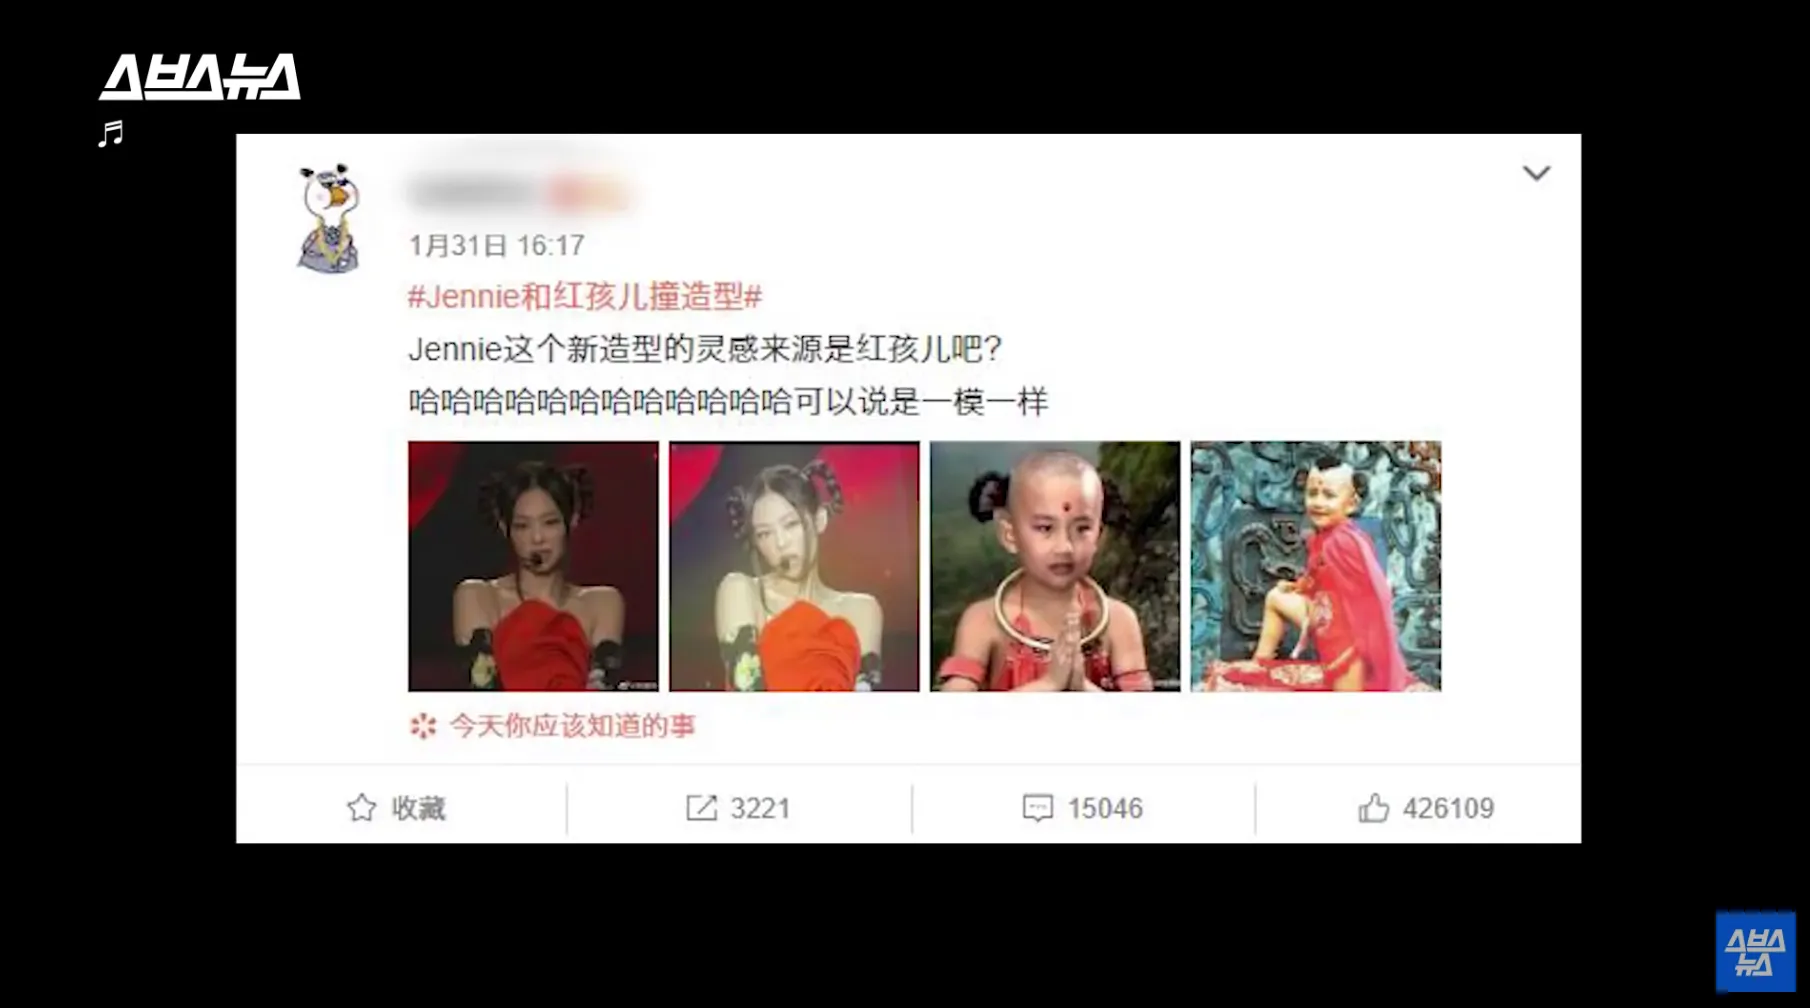 스브스뉴스
1月31日 16:17
#Jennie和红孩儿撞造型#
Jennie这个新造型的灵感来源是红孩儿吧?
哈哈哈哈哈哈哈哈哈哈哈哈可以说是一模一样
今天你应该知道的事
收藏
3221
15046
426109
스브스
뉴스